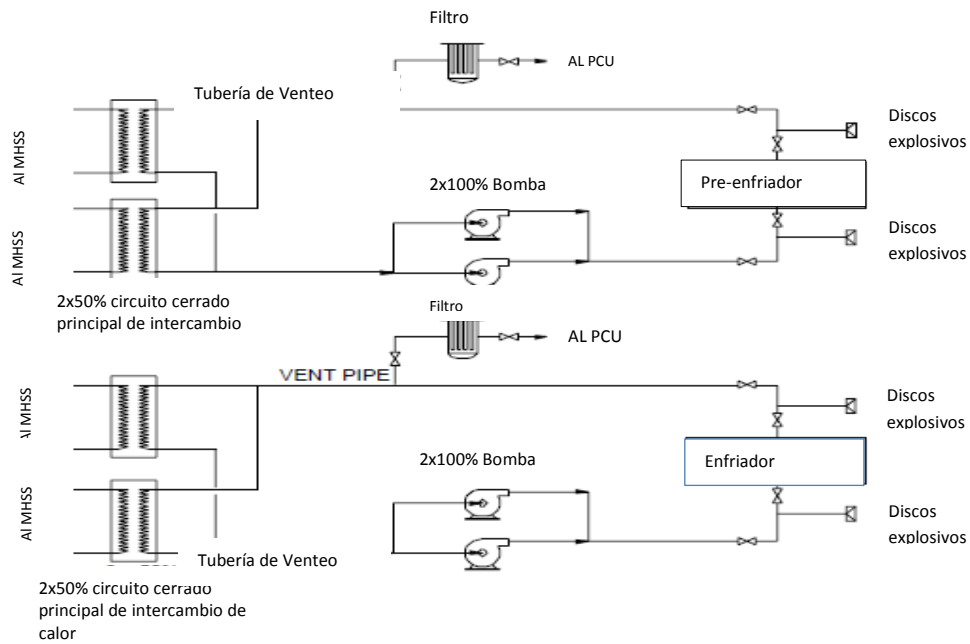 Filtro
AL PCU
Tubería de Venteo
Discos
explosivos
Al MHSS
2x100% Bomba
Pre-enfriador
Al MHSS
Discos
explosivos
2x50% circuito cerrado
principal de intercambio
Filtro
AL PCU
VENT PIPE
Al MHSS
Discos
explosivos
2x100% Bomba
Enfriador
Al MHSS
Discos
explosivos
Tubería de Venteo
2x50% circuito cerrado
principal de intercambio de
calor